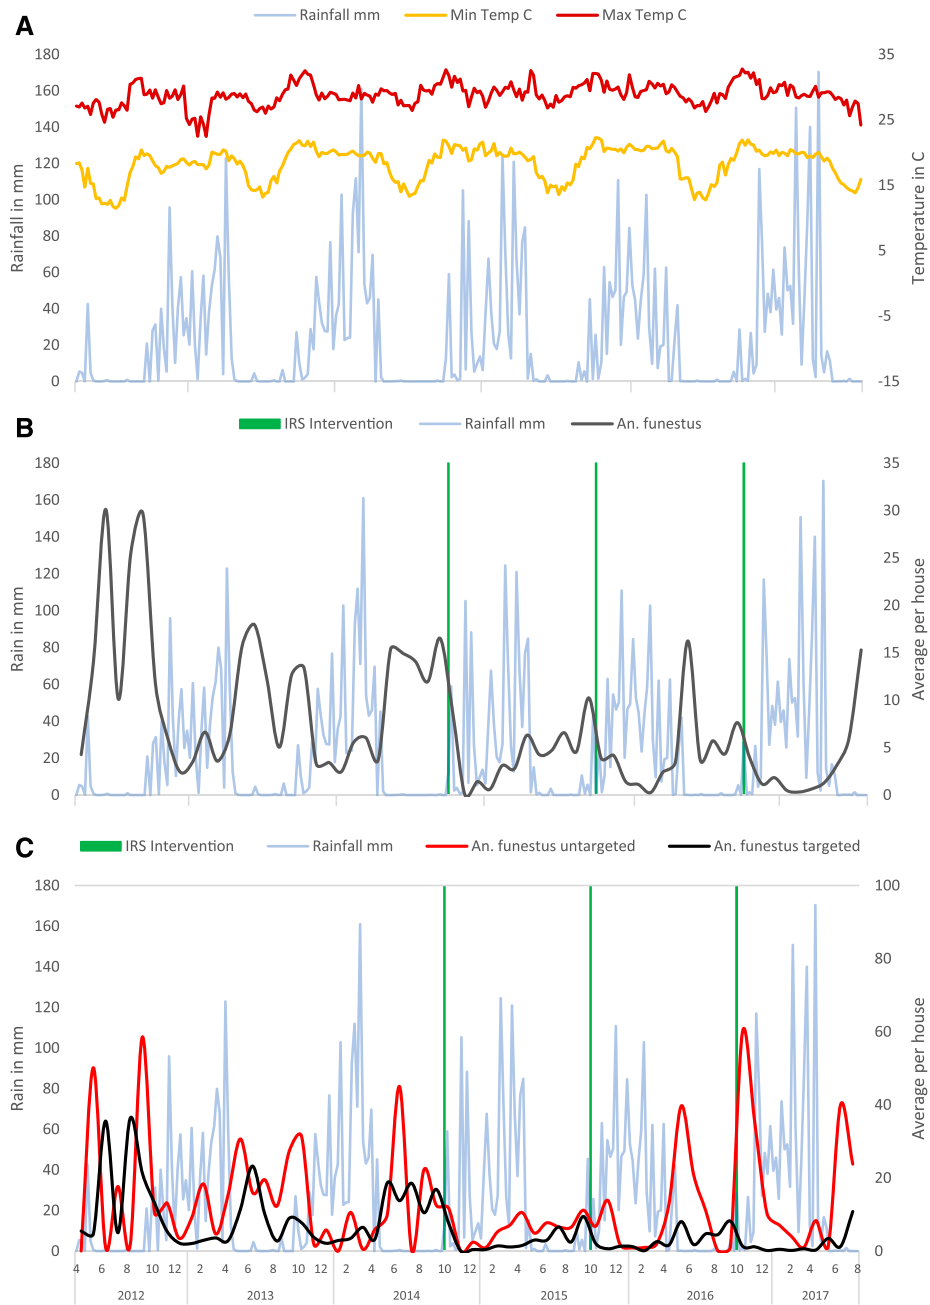 A
Rainfall mm Min Temp C Max Temp C
180 35
160
140 25
120 15
100
80 5
60
40 -5
20
0 -15
Rainfall in mm
Temperature in C
B
IRS Intervention Rainfall mm An. funestus
180 35
160 30
140 25
120
100 20
80 15
60 10
40
20 5
0 0
Rain in mm
Average per house
C
IRS Intervention Rainfall mm An. funestus untargeted An. funestus targeted
180 100
160
140 80
120 60
100
80 40
60
40 20
20
0 0
Rain in mm
Average per house
4 6 8 10 12 2 4 6 8 10 12 2 4 6 8 10 12 2 4 6 8 10 12 2 4 6 8 10 12 2 4 6 8
2012 2013 2014 2015 2016 2017